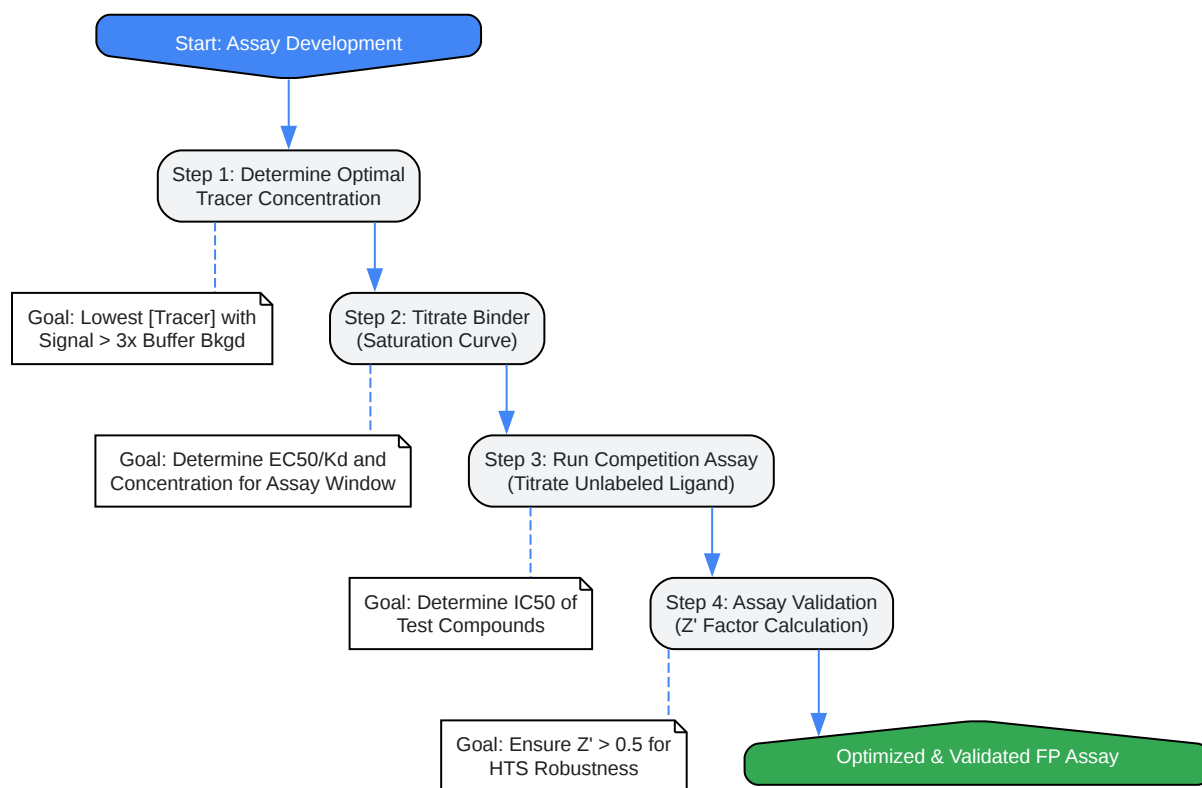 Start: Assay Development
Step 1: Determine Optimal
Tracer Concentration
Goal: Lowest [Tracer] with
Signal > 3x Buffer Bkgd
Step 2: Titrate Binder
(Saturation Curve)
Goal: Determine EC50/Kd and
Concentration for Assay Window
Step 3: Run Competition Assay
(Titrate Unlabeled Ligand)
Goal: Determine IC50 of
Test Compounds
Step 4: Assay Validation
(Z' Factor Calculation)
Goal: Ensure Z' > 0.5 for
HTS Robustness
Optimized & Validated FP Assay